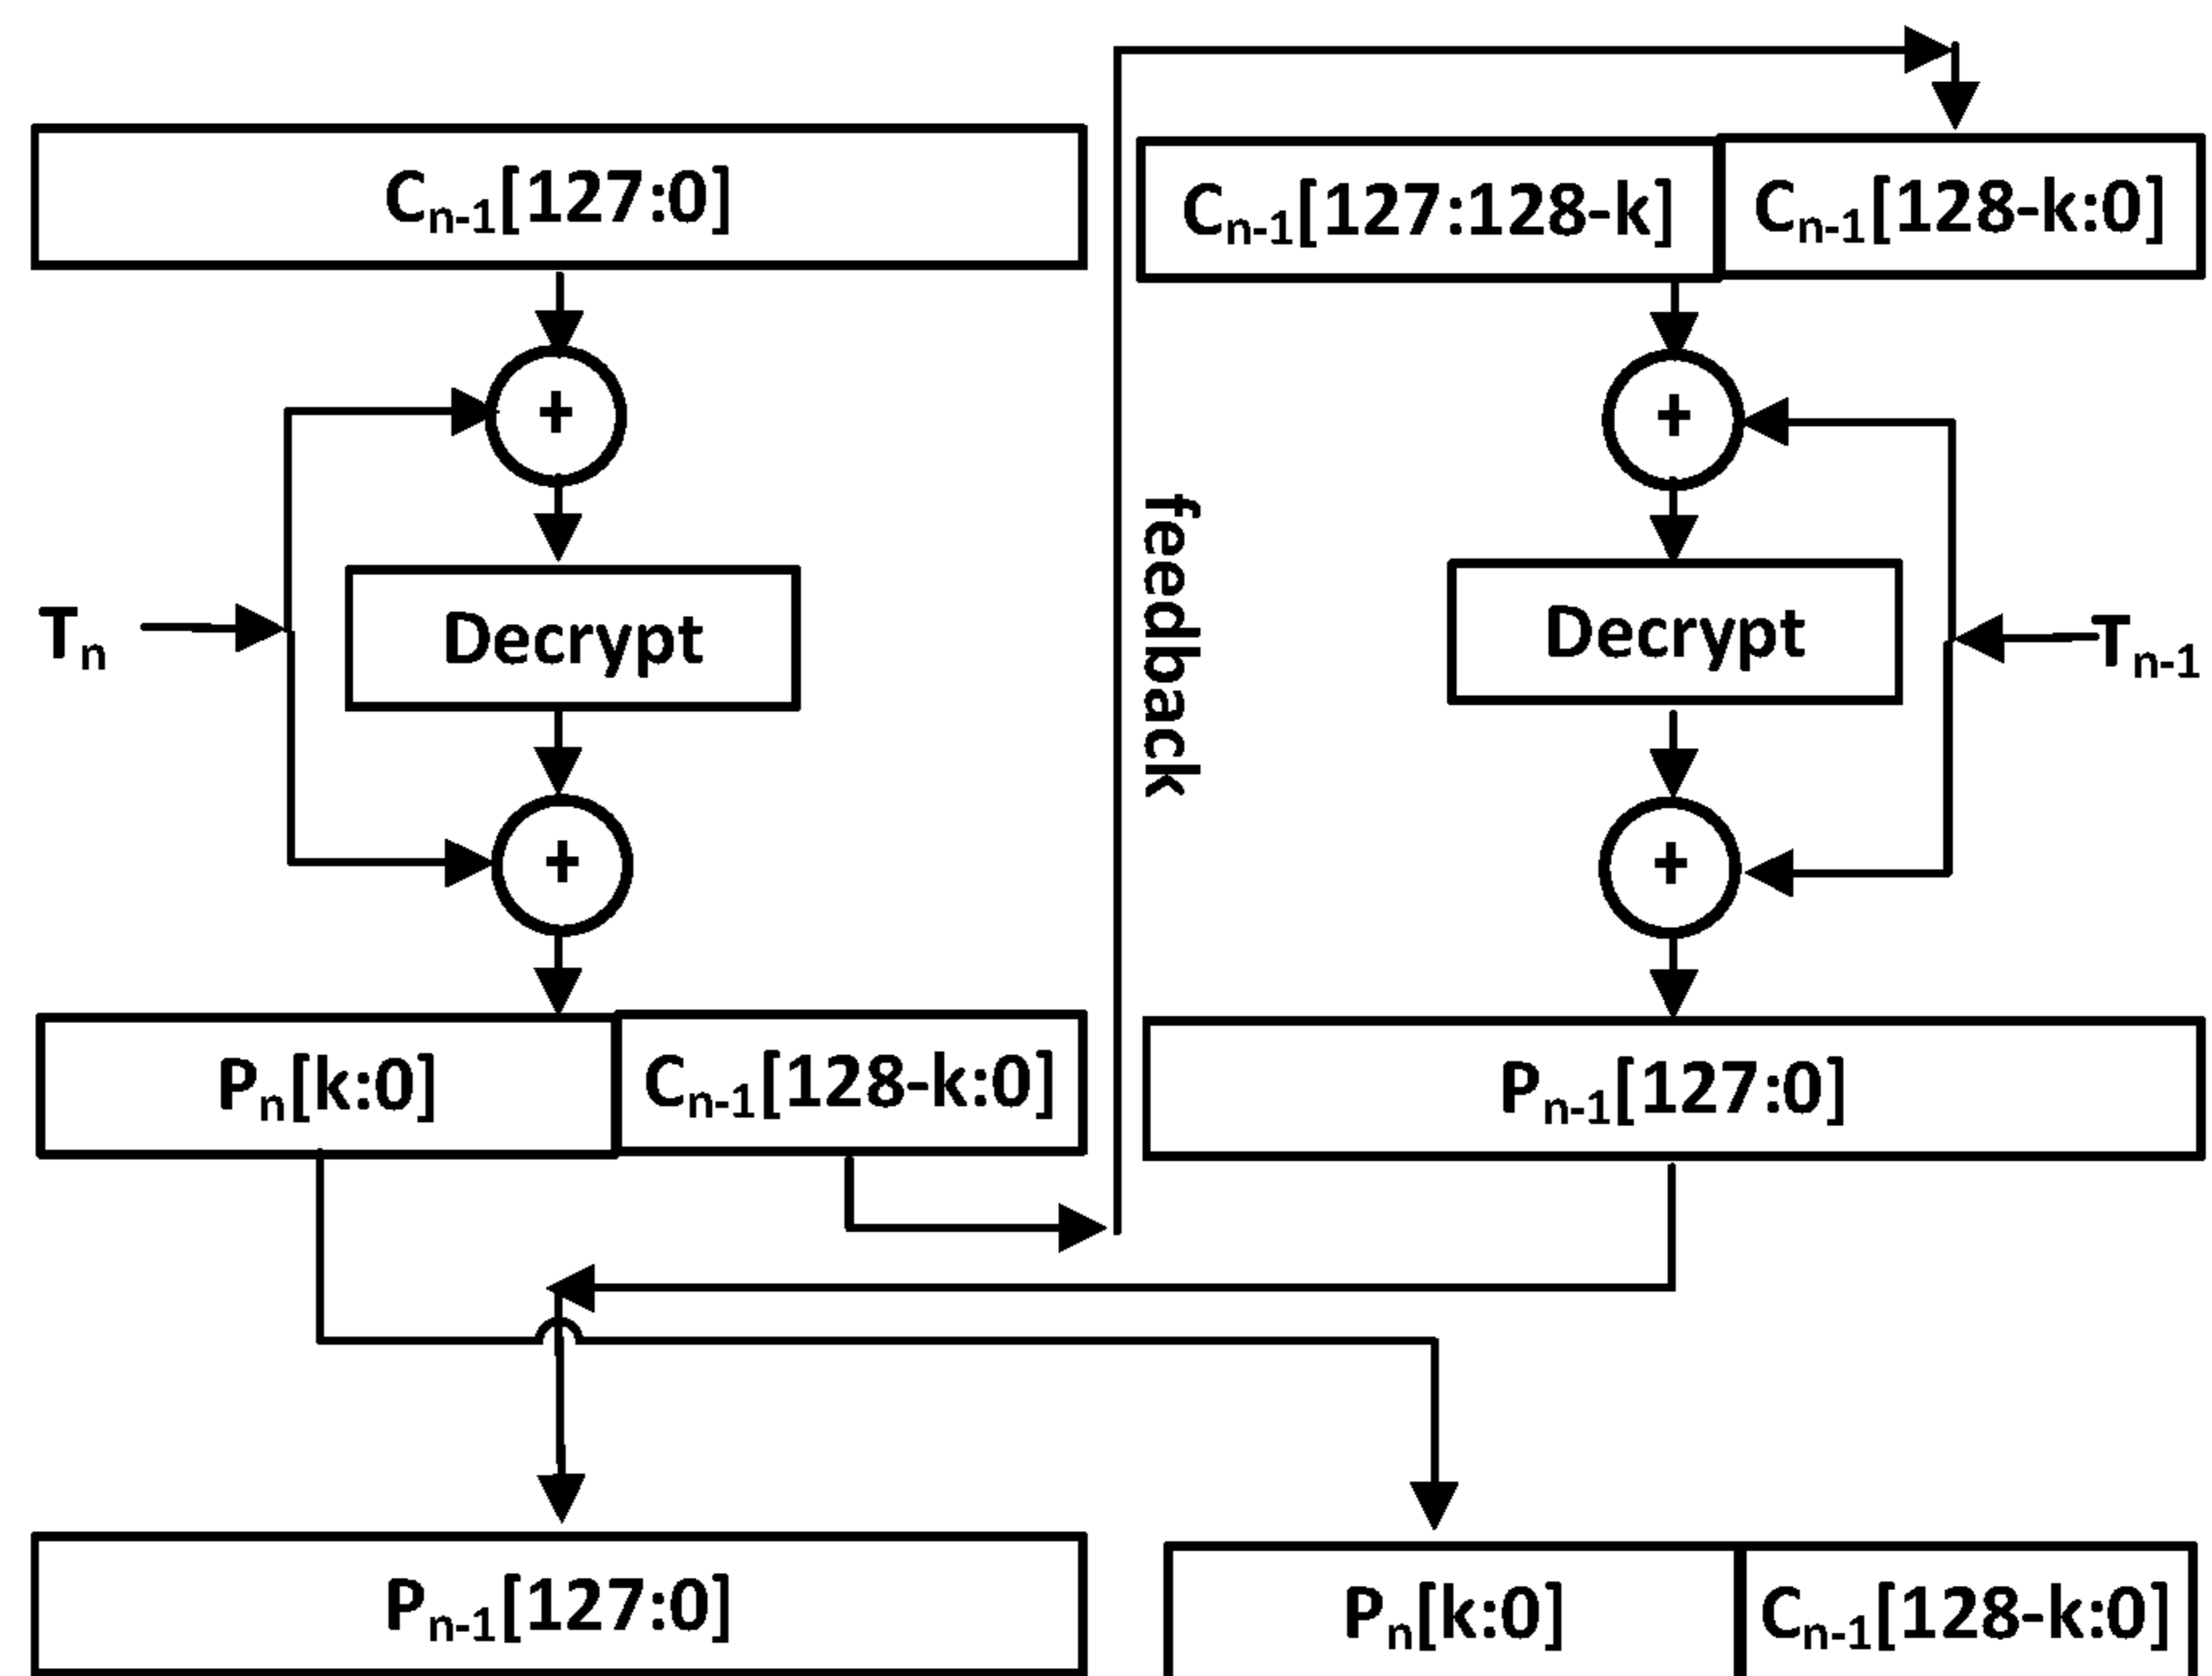 Cn-1[127:0]
Cn-1[127:128-k] Cn-1[128-k:0]
+
+
Tn
Decrypt
feedback
Decrypt
Tn-1
+
+
Pn[k:0] Cn-1[128-k:0]
Pn-1[127:0]
Pn-1[127:0]
Pn[k:0] Cn-1[128-k:0]